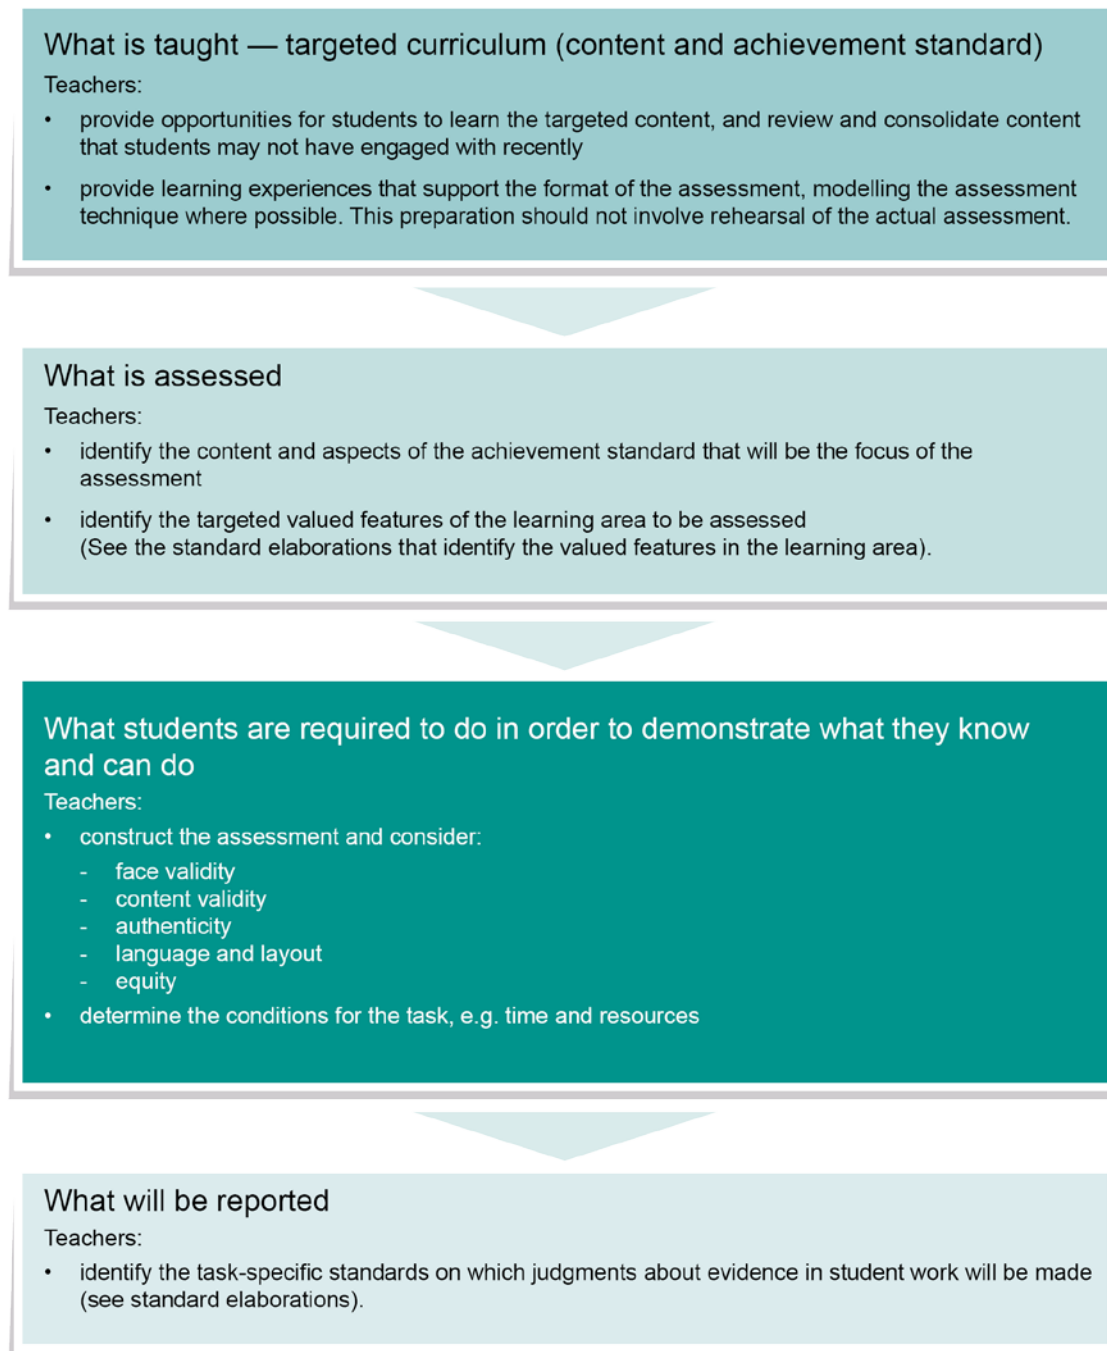 What is taught — targeted curriculum (content and achievement standard)
Teachers:
• provide opportunities for students to learn the targeted content, and review and consolidate content
that students may not have engaged with recently
• provide learning experiences that support the format of the assessment, modelling the assessment
technique where possible. This preparation should not involve rehearsal of the actual assessment.
What is assessed
Teachers:
• identify the content and aspects of the achievement standard that will be the focus of the
assessment
• identify the targeted valued features of the learning area to be assessed
(See the standard elaborations that identify the valued features in the learning area).
What students are required to do in order to demonstrate what they know
and can do
Teachers:
• construct the assessment and consider:
- face validity
- content validity
- authenticity
- language and layout
- equity
• determine the conditions for the task, e.g. time and resources
What will be reported
Teachers:
• identify the task-specific standards on which judgments about evidence in student work will be made
(see standard elaborations).